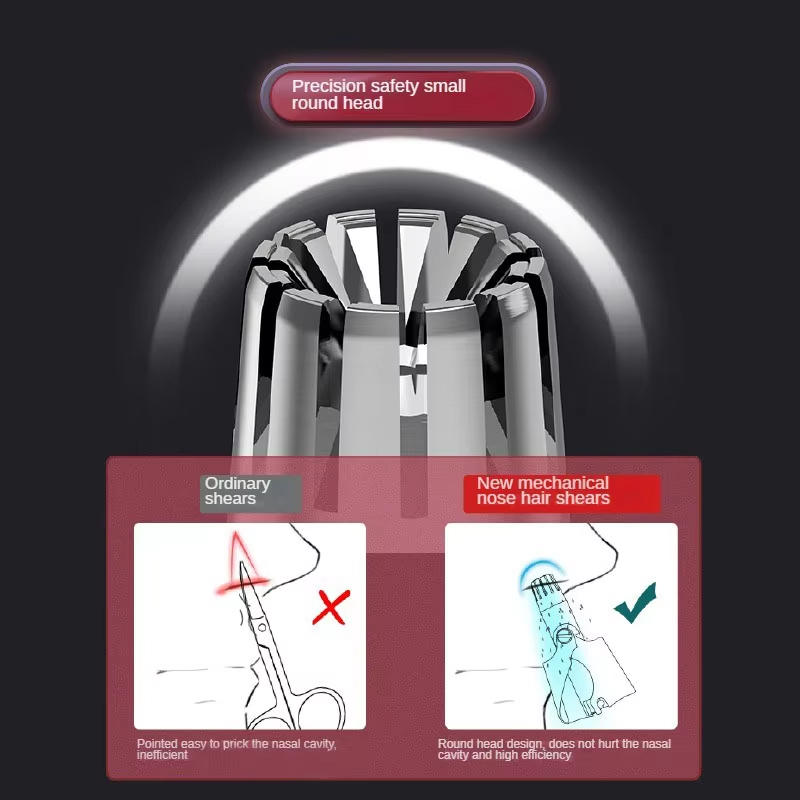 Precision safety small
round head
Ordinary
shears
New mechanical
nose hair shears
Pointed easy to prick the nasal cavity,
inefficient
Round head design, does not hurt the nasal
cavity and high efficiency